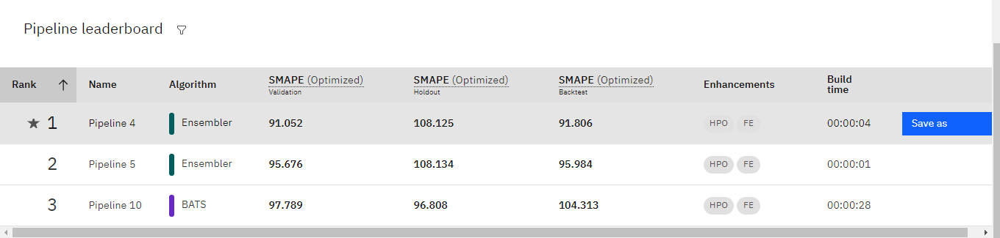 Pipeline leaderboard
Rank Name Algorithm SMAPE (Optimized) Validation SMAPE (Optimized) Holdout SMAPE (Optimized) Backtest Enhancements Build time
1 Pipeline 4 Ensembler 91.052 108.125 91.806 HPO FE 00:00:04 Save as
2 Pipeline 5 Ensembler 95.676 108.134 95.984 HPO FE 00:00:01
3 Pipeline 10 BATS 97.789 96.808 104.313 HPO FE 00:00:28